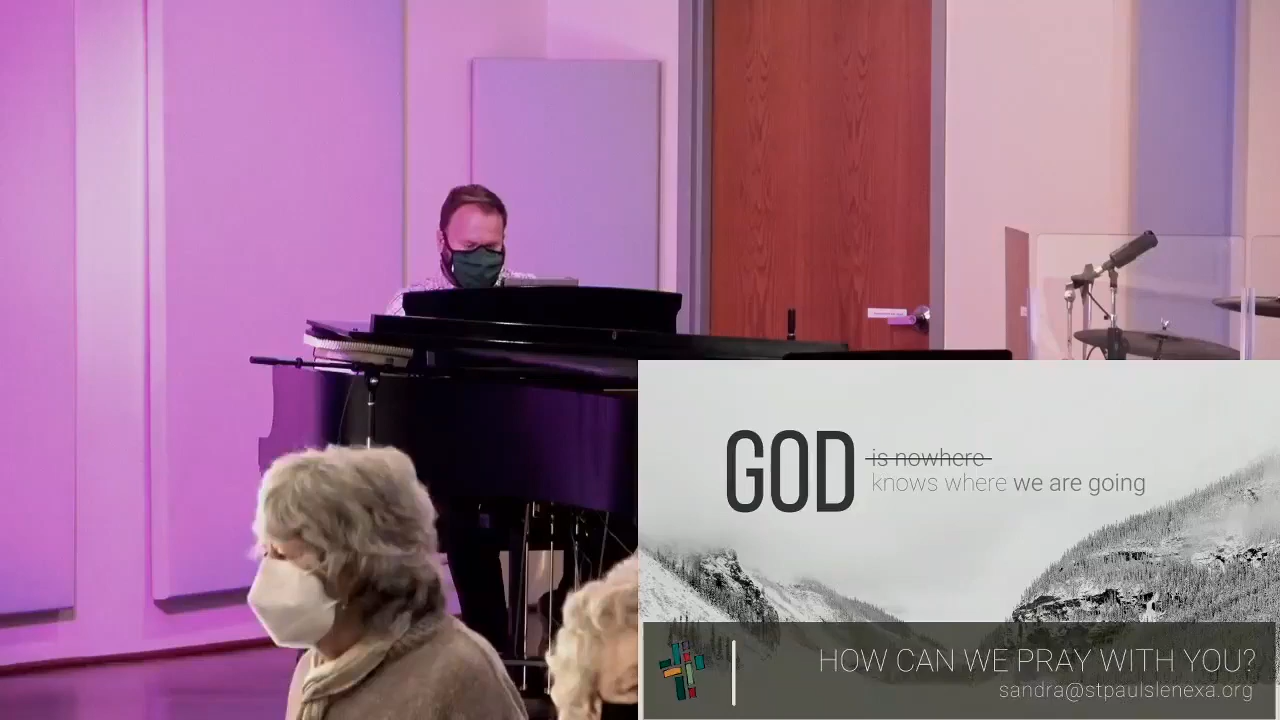 GOD
is nowhere
knows where we are going
HOW CAN WE PRAY WITH YOU?
sandra@stpaulslenexa.org